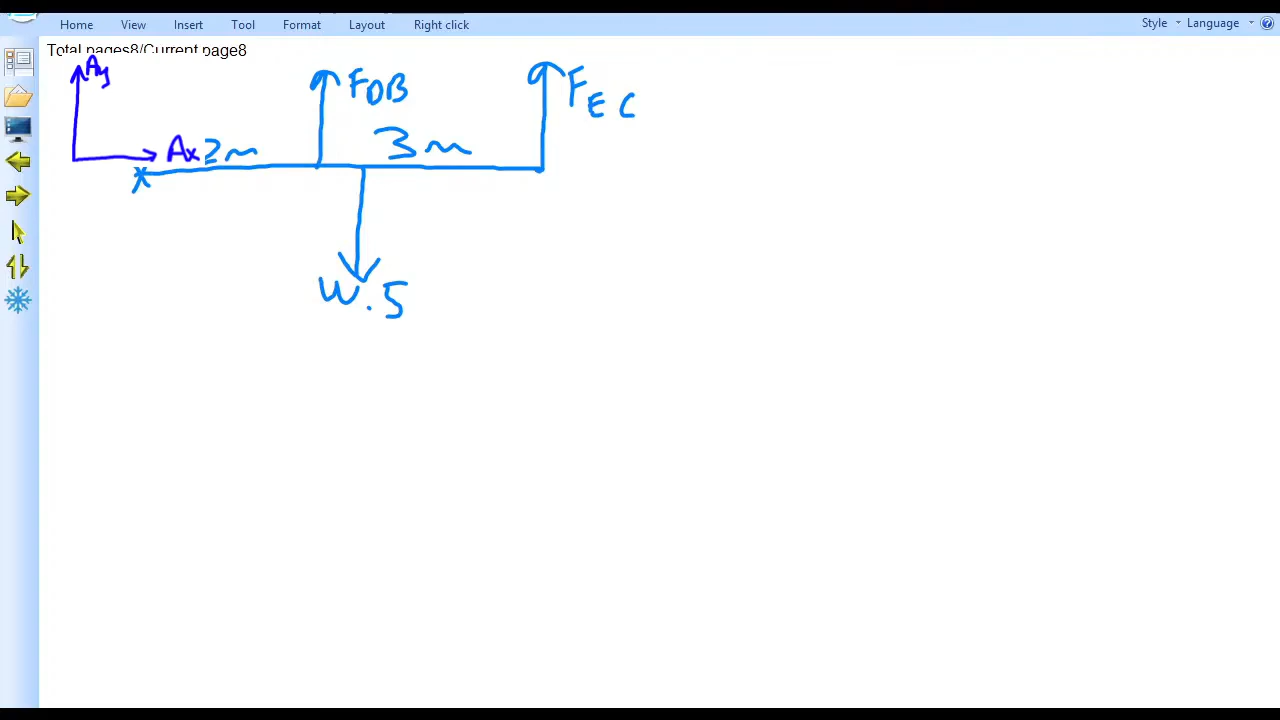 Home View Insert Tool Format Layout Right click Style Language
Total pages8/Current page8
Ay
FDB
FEC
Ax 2m
3m
W.5